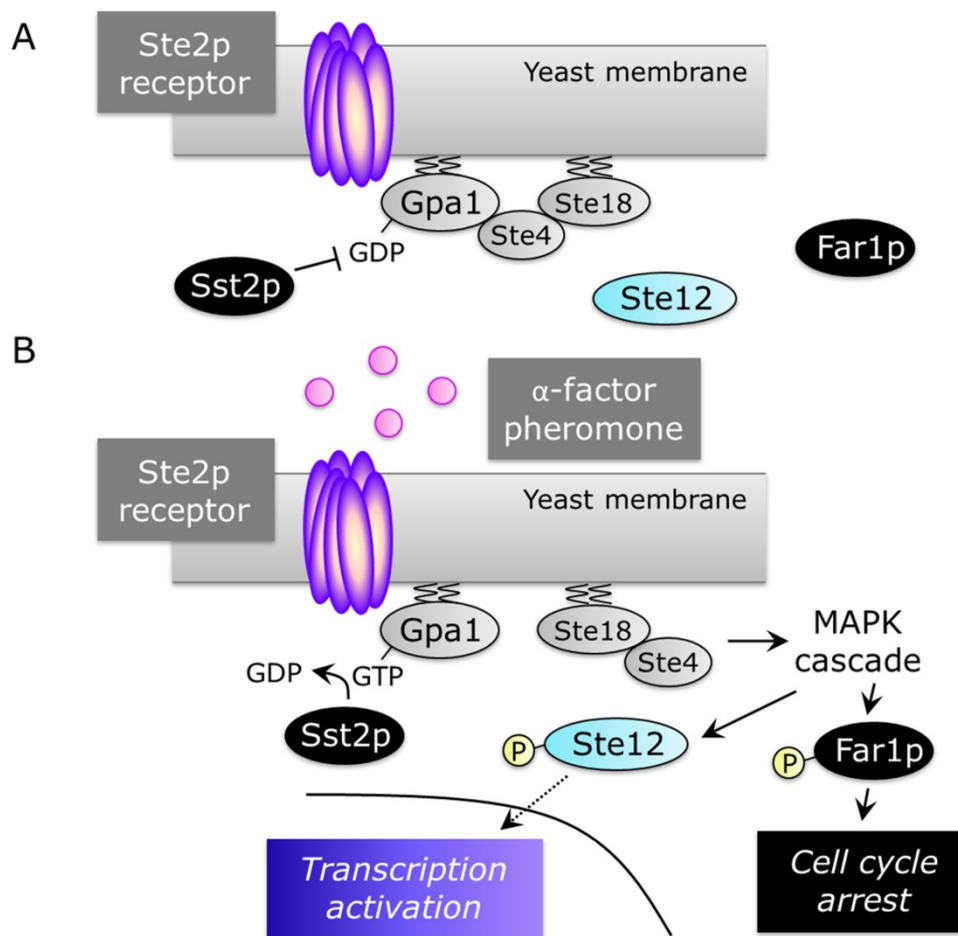 A
Ste2p
receptor
Yeast membrane
Gpa1
Ste18
Ste4
GDP
Far1p
Sst2p
Ste12
B
α-factor
pheromone
Ste2p
receptor
Yeast membrane
Gpa1
Ste18
Ste4
MAPK
cascade
GDP
GTP
Sst2p
P
Ste12
P
Far1p
Transcription
activation
Cell cycle
arrest